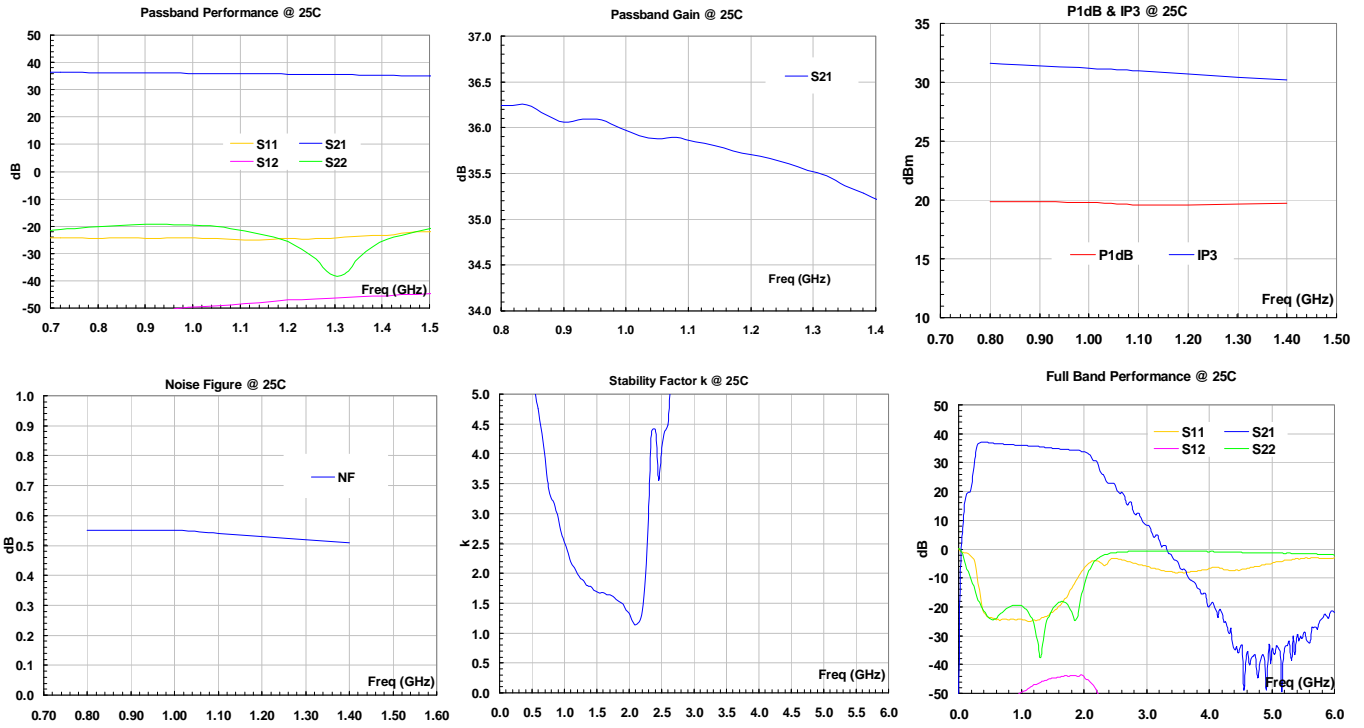 Passband Performance @ 25C
50
40
30
20
10
0
-10
-20
-30
-40
-50
dB
S11
S21
S12
S22
Freq (GHz)
0.7 0.8 0.9 1.0 1.1 1.2 1.3 1.4 1.5
Passband Gain @ 25C
37.0
36.5
36.0
35.5
35.0
34.5
34.0
dB
S21
Freq (GHz)
0.8 0.9 1.0 1.1 1.2 1.3 1.4
P1dB & IP3 @ 25C
35
30
25
20
15
10
dBm
P1dB
IP3
Freq (GHz)
0.70 0.80 0.90 1.00 1.10 1.20 1.30 1.40 1.50
Noise Figure @ 25C
1.0
0.9
0.8
0.7
0.6
0.5
0.4
0.3
0.2
0.1
0.0
dB
NF
Freq (GHz)
0.70 0.80 0.90 1.00 1.10 1.20 1.30 1.40 1.50 1.60
Stability Factor k @ 25C
5.0
4.5
4.0
3.5
3.0
2.5
2.0
1.5
1.0
0.5
0.0
k
Freq (GHz)
0.0 0.5 1.0 1.5 2.0 2.5 3.0 3.5 4.0 4.5 5.0 5.5 6.0
Full Band Performance @ 25C
50
40
30
20
10
0
-10
-20
-30
-40
-50
dB
S11
S21
S12
S22
Freq (GHz)
0.0 1.0 2.0 3.0 4.0 5.0 6.0